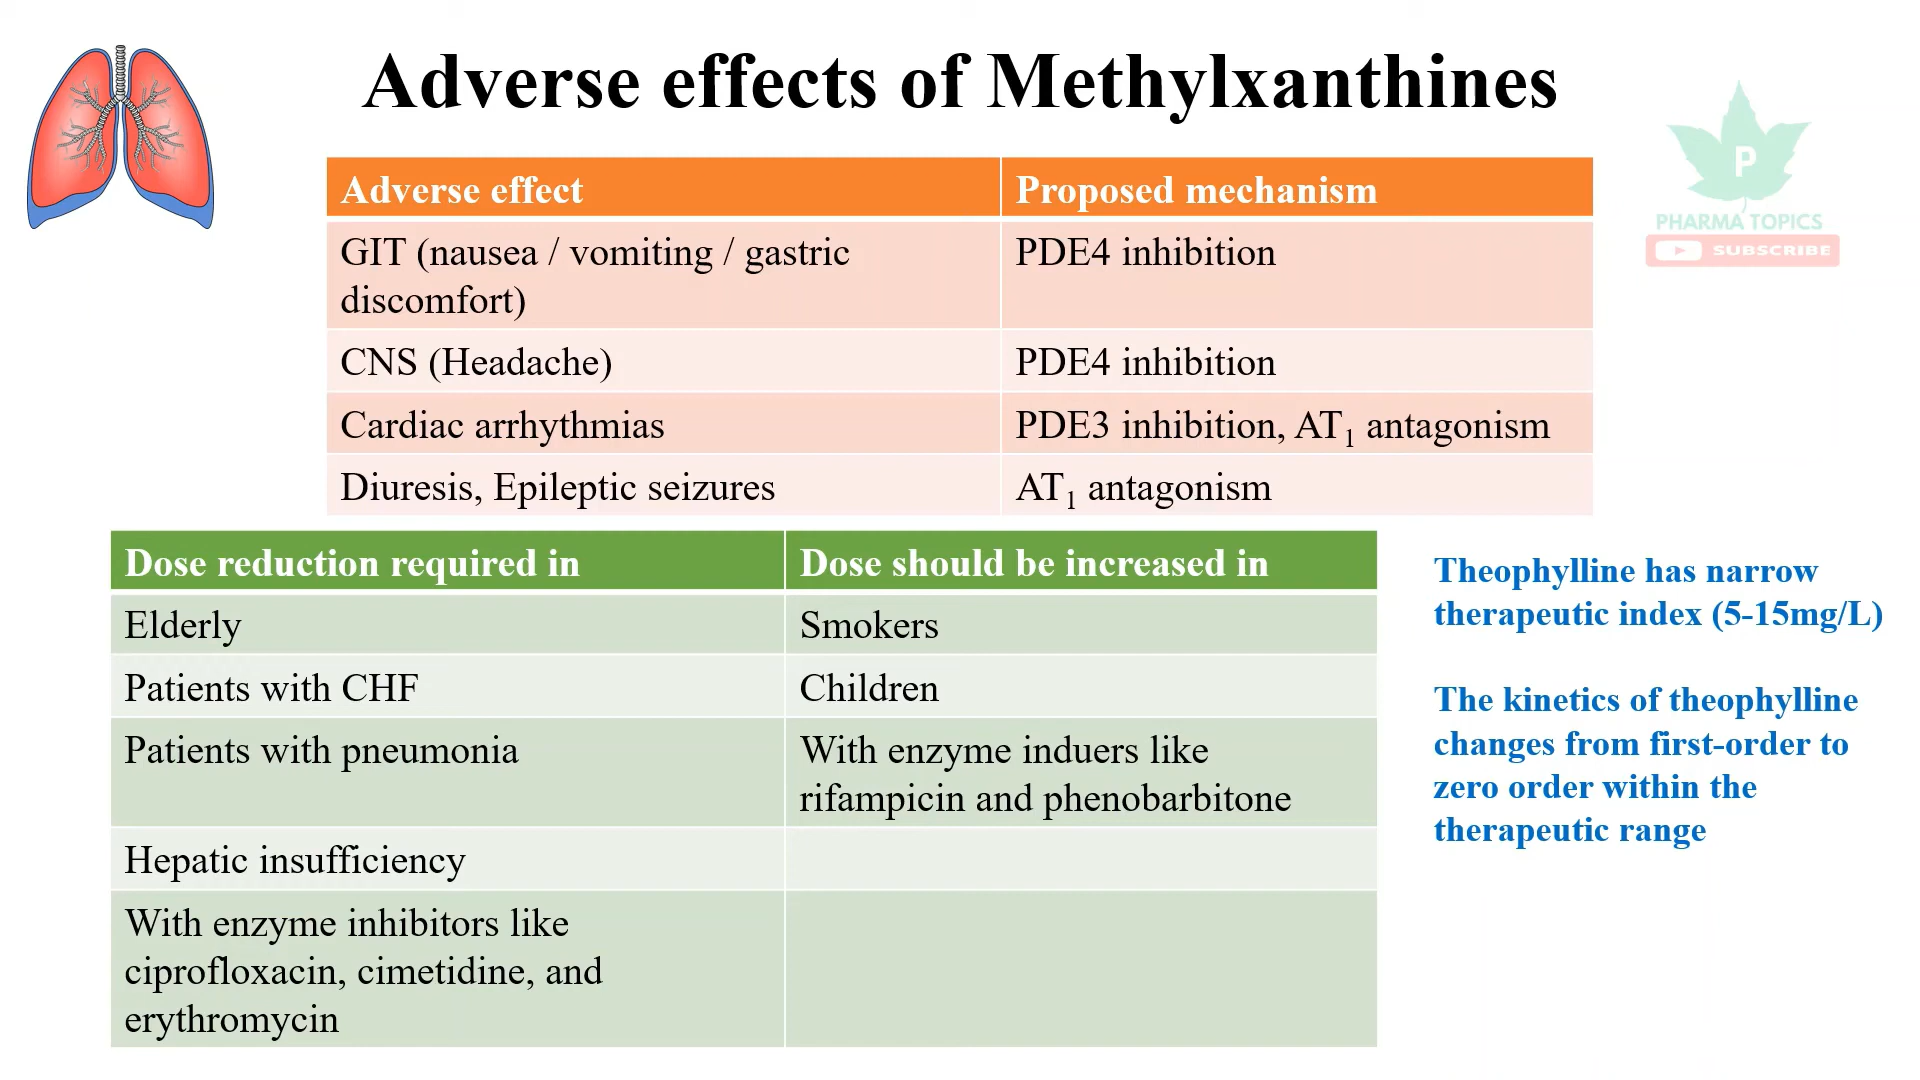 Adverse effects of Methylxanthines
P
PHARMA TOPICS
SUBSCRIBE
Adverse effect
Proposed mechanism
GIT (nausea / vomiting / gastric
discomfort)
PDE4 inhibition
CNS (Headache)
PDE4 inhibition
Cardiac arrhythmias
PDE3 inhibition, AT₁ antagonism
Diuresis, Epileptic seizures
AT₁ antagonism
Dose reduction required in
Dose should be increased in
Elderly
Smokers
Patients with CHF
Children
Patients with pneumonia
With enzyme induers like
rifampicin and phenobarbitone
Hepatic insufficiency
With enzyme inhibitors like
ciprofloxacin, cimetidine, and
erythromycin
Theophylline has narrow
therapeutic index (5-15mg/L)
The kinetics of theophylline
changes from first-order to
zero order within the
therapeutic range